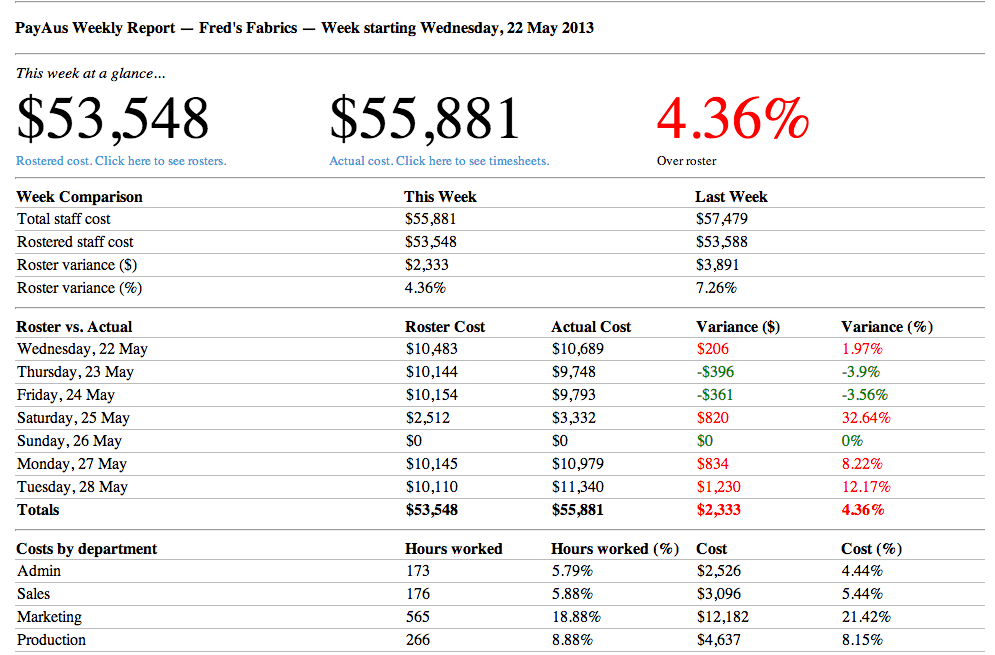 PayAus Weekly Report — Fred's Fabrics — Week starting Wednesday, 22 May 2013
This week at a glance...
$53,548 $55,881 4.36%
Rostered cost. Click here to see rosters. Actual cost. Click here to see timesheets. Over roster
Week Comparison This Week Last Week
Total staff cost $55,881 $57,479
Rostered staff cost $53,548 $53,588
Roster variance ($) $2,333 $3,891
Roster variance (%) 4.36% 7.26%
Roster vs. Actual Roster Cost Actual Cost Variance ($) Variance (%)
Wednesday, 22 May $10,483 $10,689 $206 1.97%
Thursday, 23 May $10,144 $9,748 -$396 -3.9%
Friday, 24 May $10,154 $9,793 -$361 -3.56%
Saturday, 25 May $2,512 $3,332 $820 32.64%
Sunday, 26 May $0 $0 $0 0%
Monday, 27 May $10,145 $10,979 $834 8.22%
Tuesday, 28 May $10,110 $11,340 $1,230 12.17%
Totals $53,548 $55,881 $2,333 4.36%
Costs by department Hours worked Hours worked (%) Cost Cost (%)
Admin 173 5.79% $2,526 4.44%
Sales 176 5.88% $3,096 5.44%
Marketing 565 18.88% $12,182 21.42%
Production 266 8.88% $4,637 8.15%